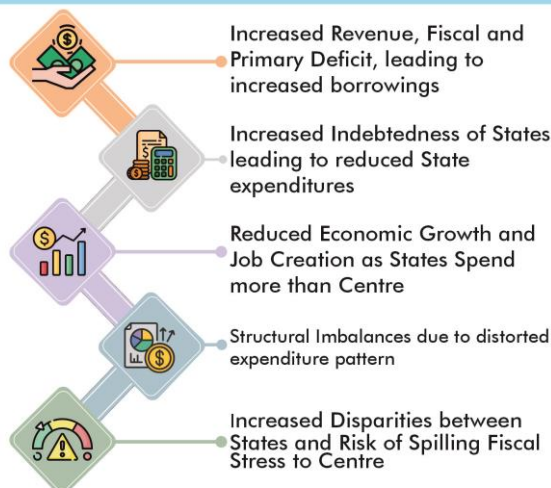 Increased Revenue, Fiscal and
Primary Deficit, leading to
increased borrowings
Increased Indebtedness of States
leading to reduced State
expenditures
Reduced Economic Growth and
Job Creation as States Spend
more than Centre
Structural Imbalances due to distorted
expenditure pattern
Increased Disparities between
States and Risk of Spilling Fiscal
Stress to Centre